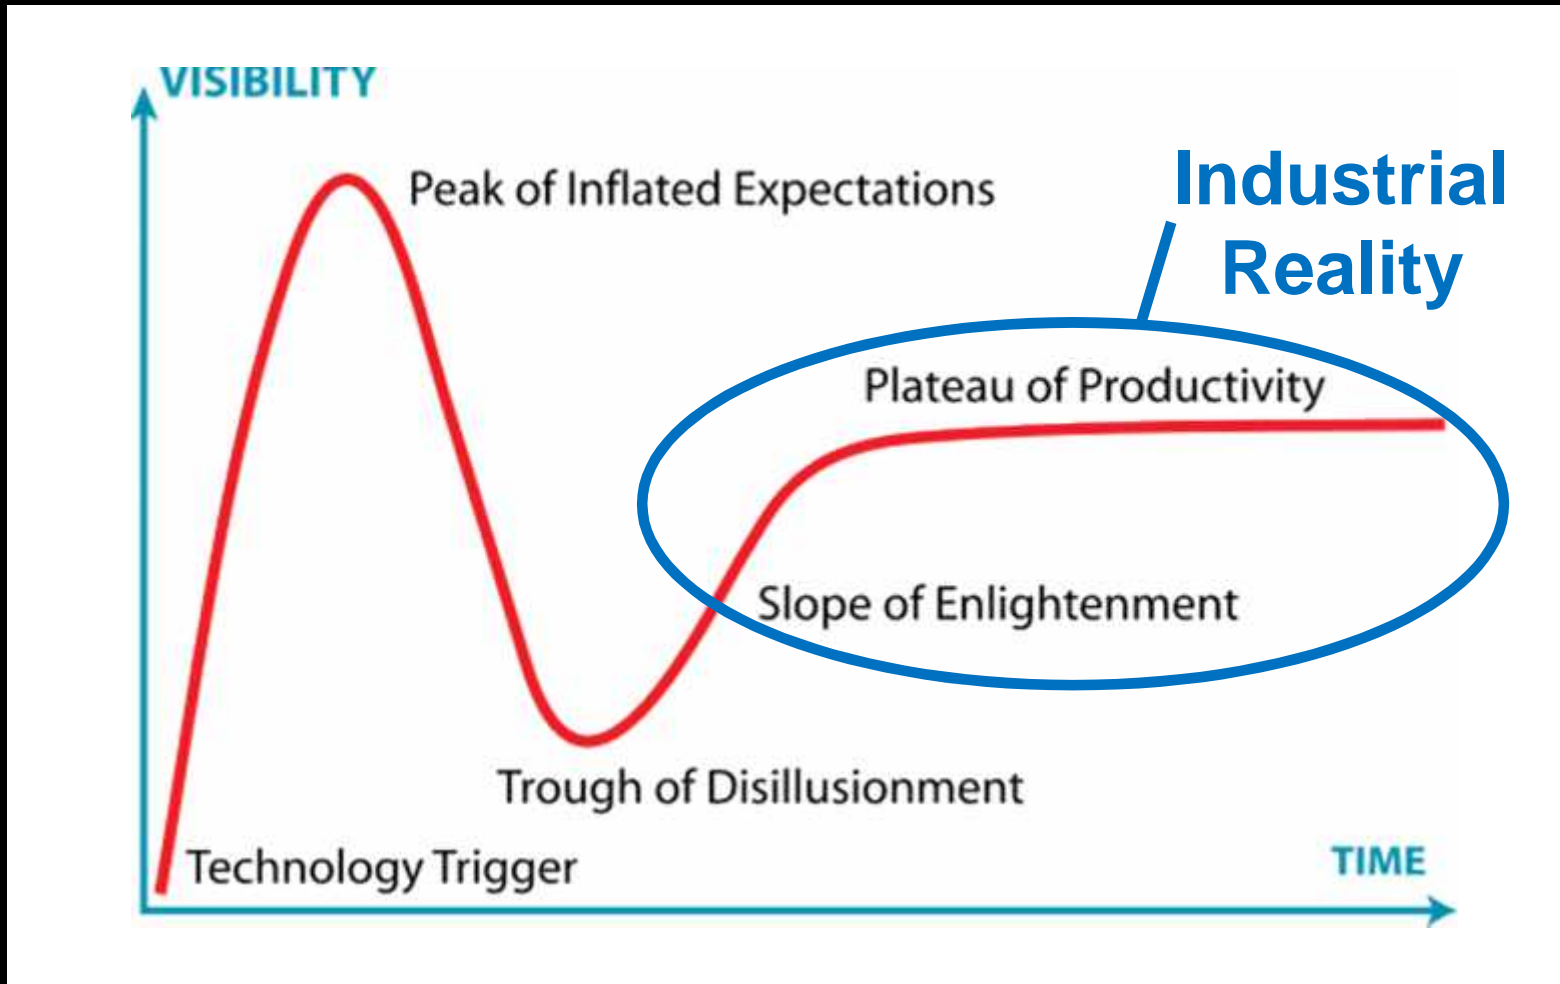 VISIBILITY
Peak of Inflated Expectations
Industrial
Reality
Plateau of Productivity
Slope of Enlightenment
Trough of Disillusionment
Technology Trigger
TIME